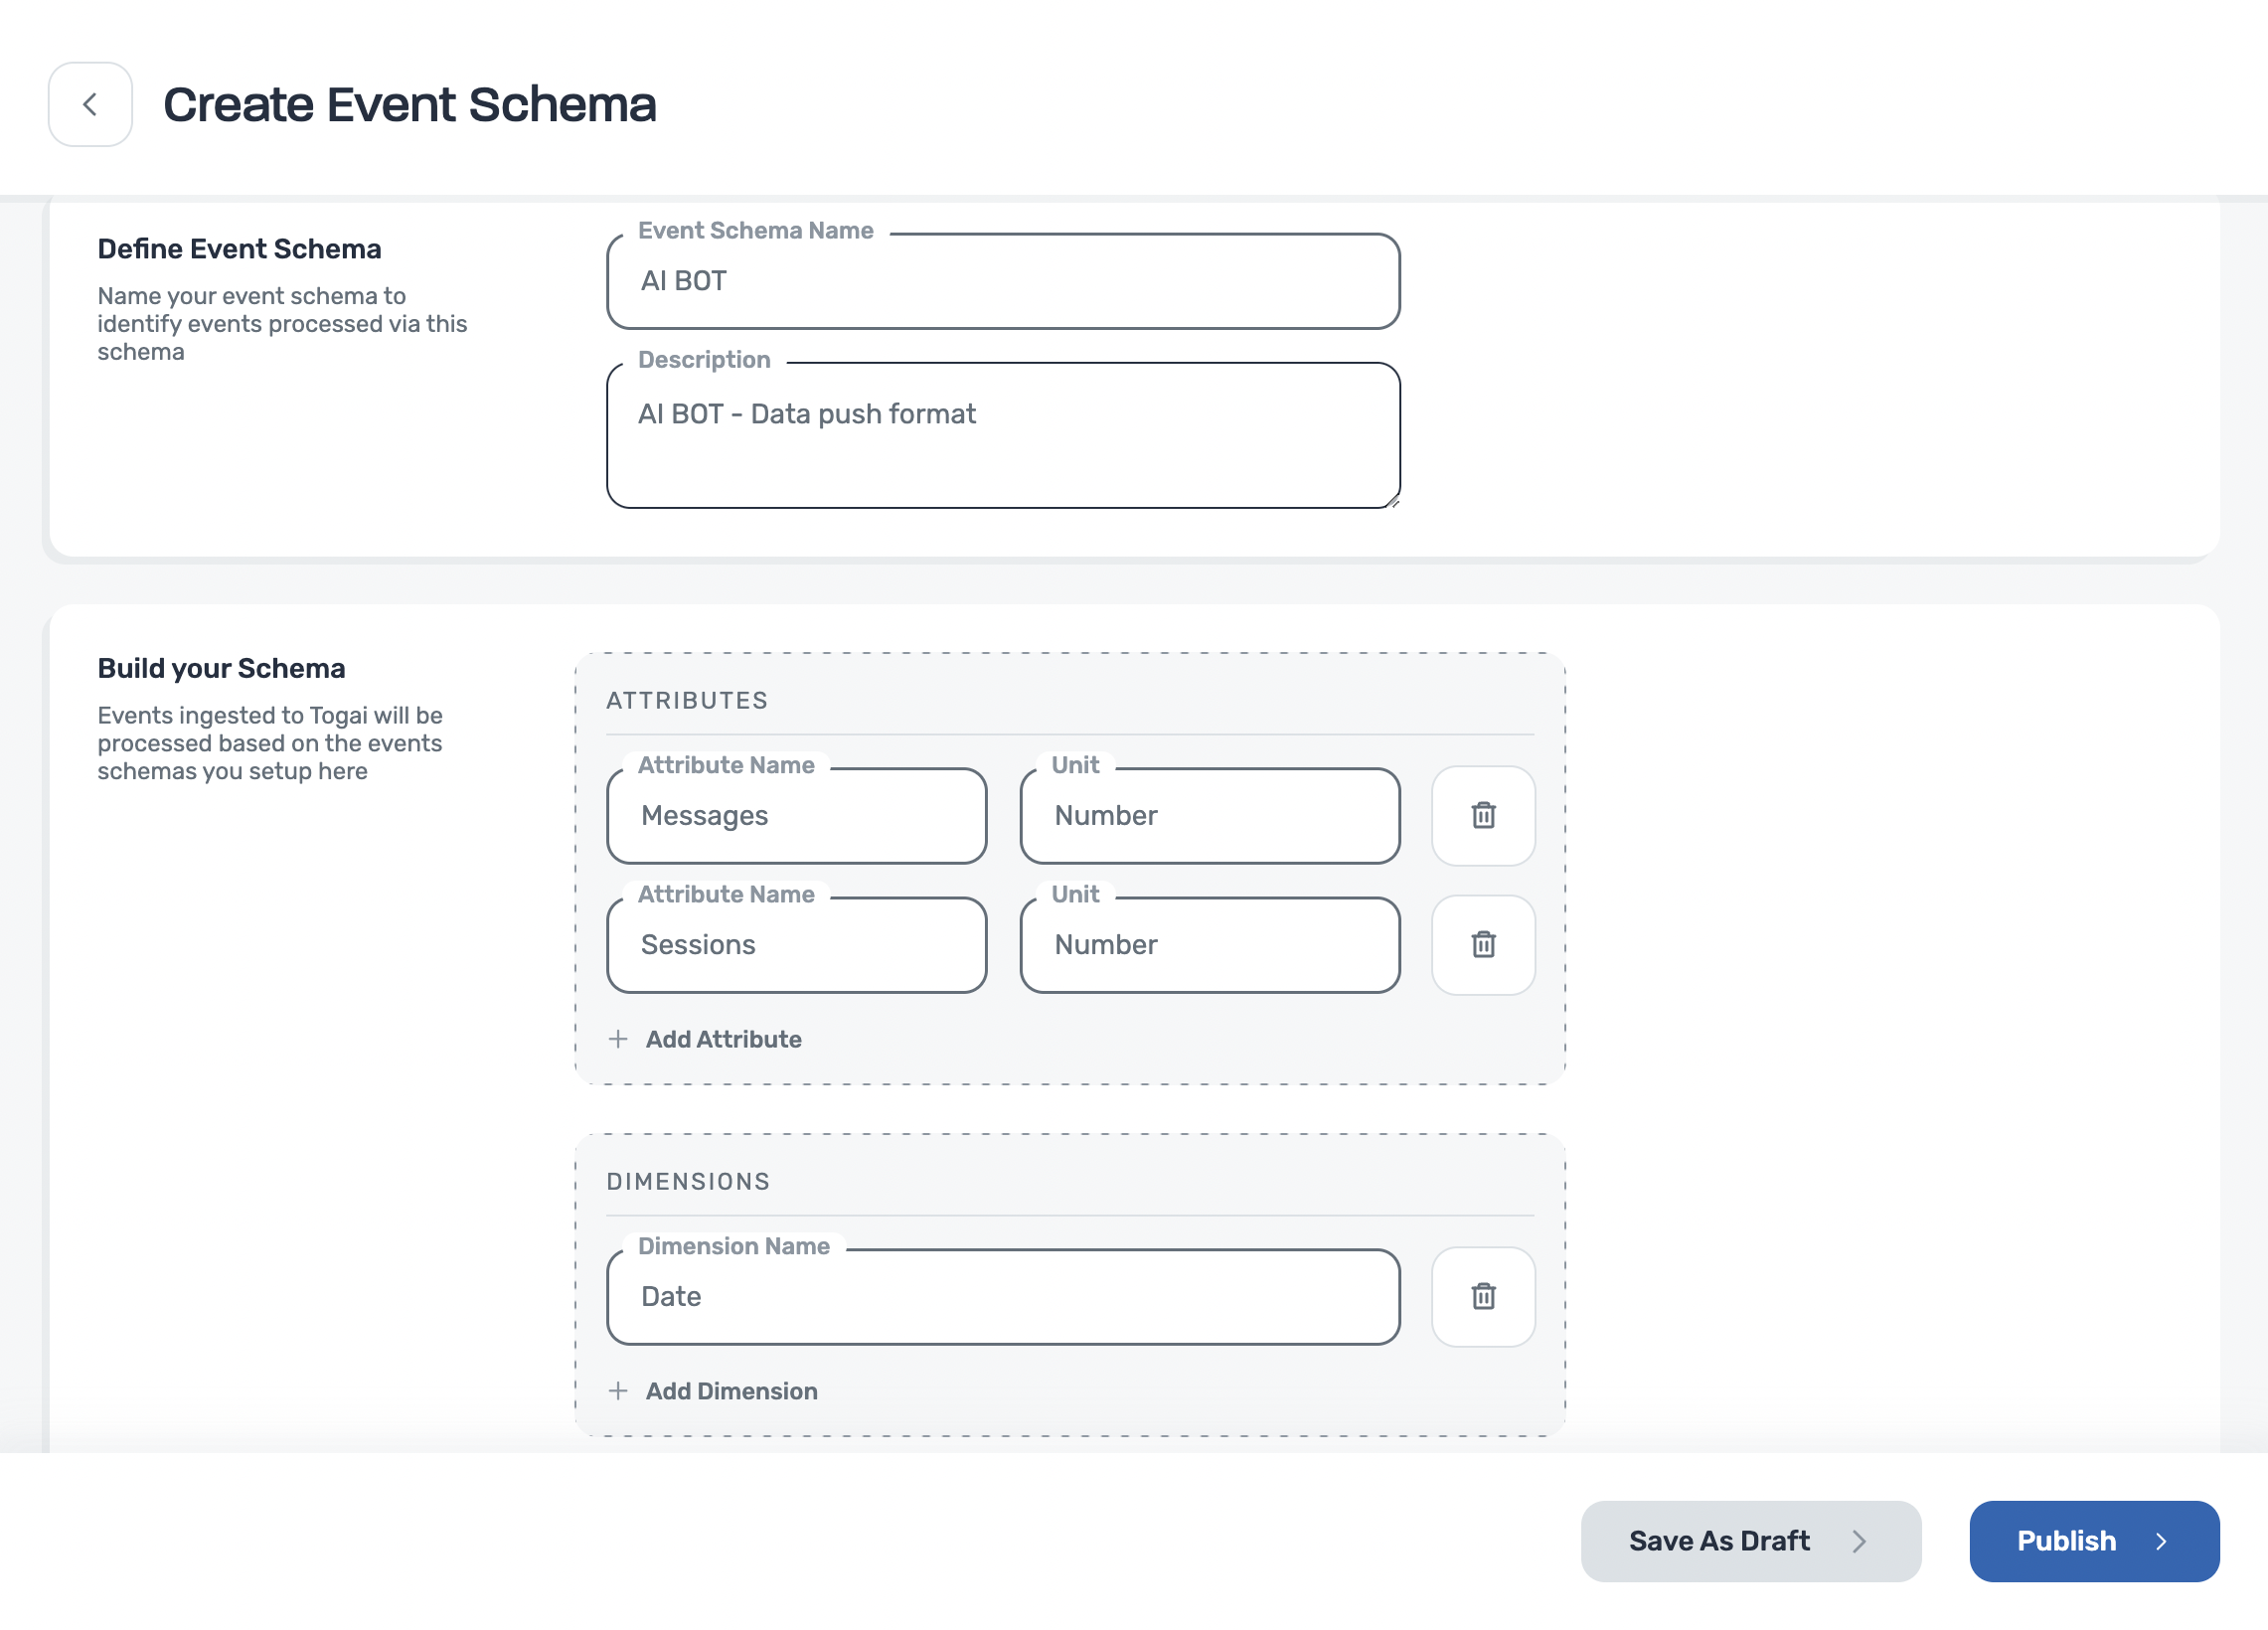 Create Event Schema
Define Event Schema
Name your event schema to
identify events processed via this
schema
Event Schema Name
AI BOT
Description
AI BOT - Data push format
Build your Schema
Events ingested to Togai will be
processed based on the events
schemas you setup here
ATTRIBUTES
Attribute Name
Unit
Messages
Number
Attribute Name
Unit
Sessions
Number
Add Attribute
DIMENSIONS
Dimension Name
Date
Add Dimension
Save As Draft
Publish